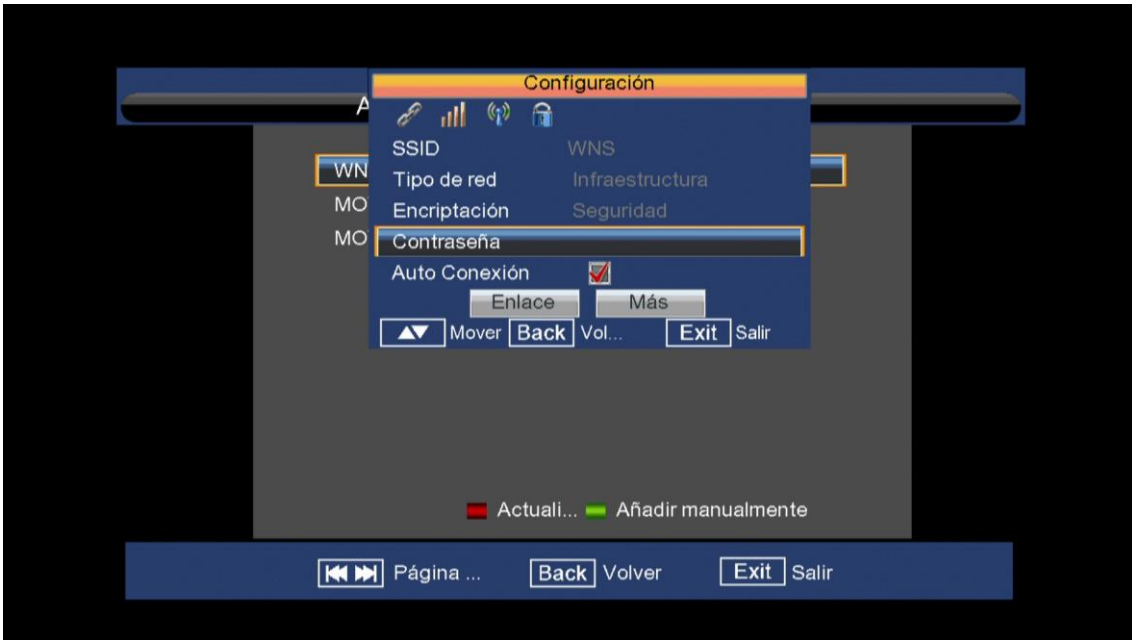 Configuración
A
SSID WNS
WN
Tipo de red Infraestructura
MO
Encriptación Seguridad
MO
Contraseña
Auto Conexión
Enlace Más
Mover Back Vol... Exit Salir
Actuali... Añadir manualmente
Página ... Back Volver Exit Salir